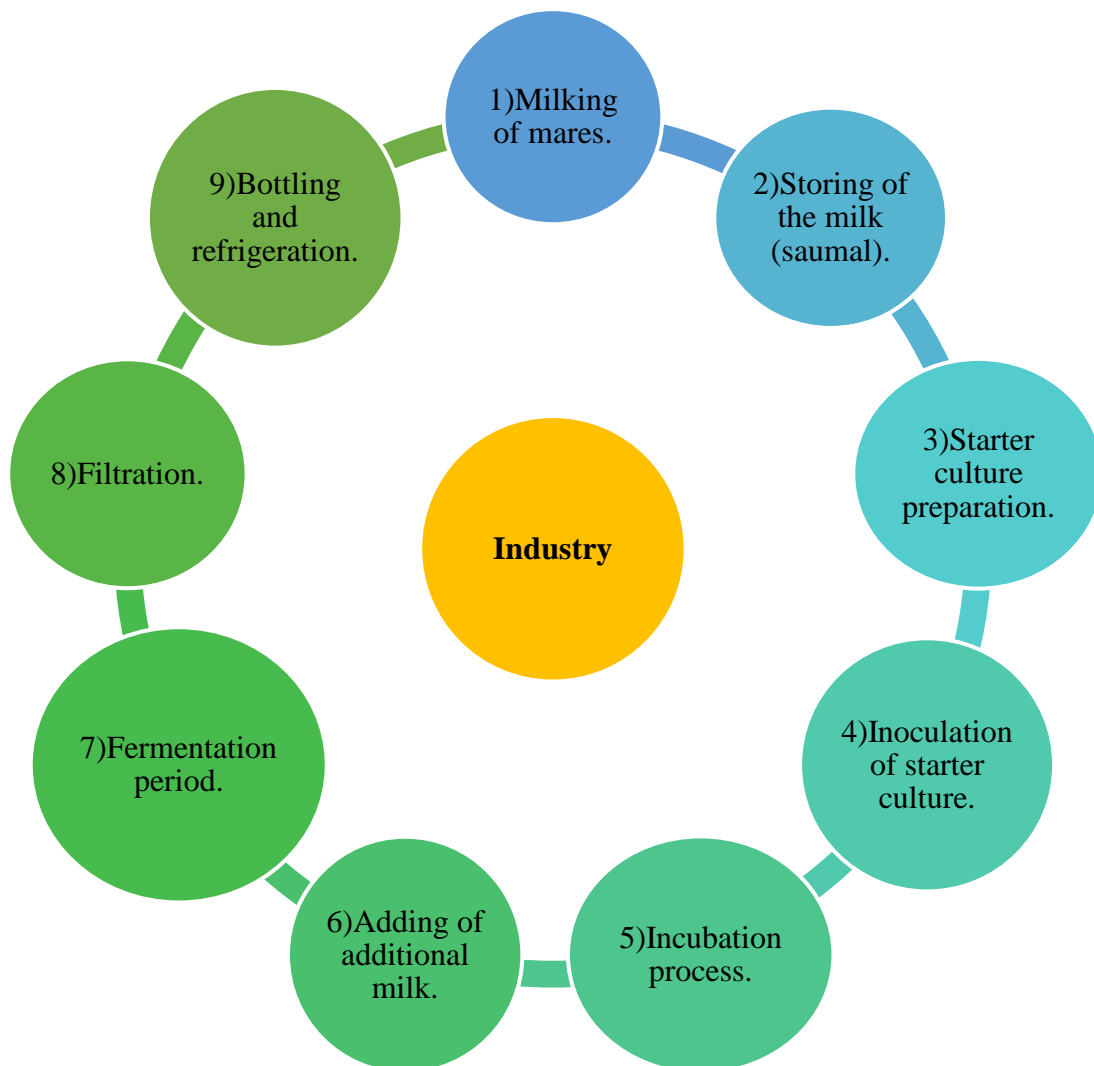 1)Milking
of mares.
2)Storing of
the milk
(saumal).
3)Starter
culture
preparation.
4)Inoculation
of starter
culture.
5)Incubation
process.
6)Adding of
additional
milk.
7)Fermentation
period.
8)Filtration.
9)Bottling
and
refrigeration.
Industry